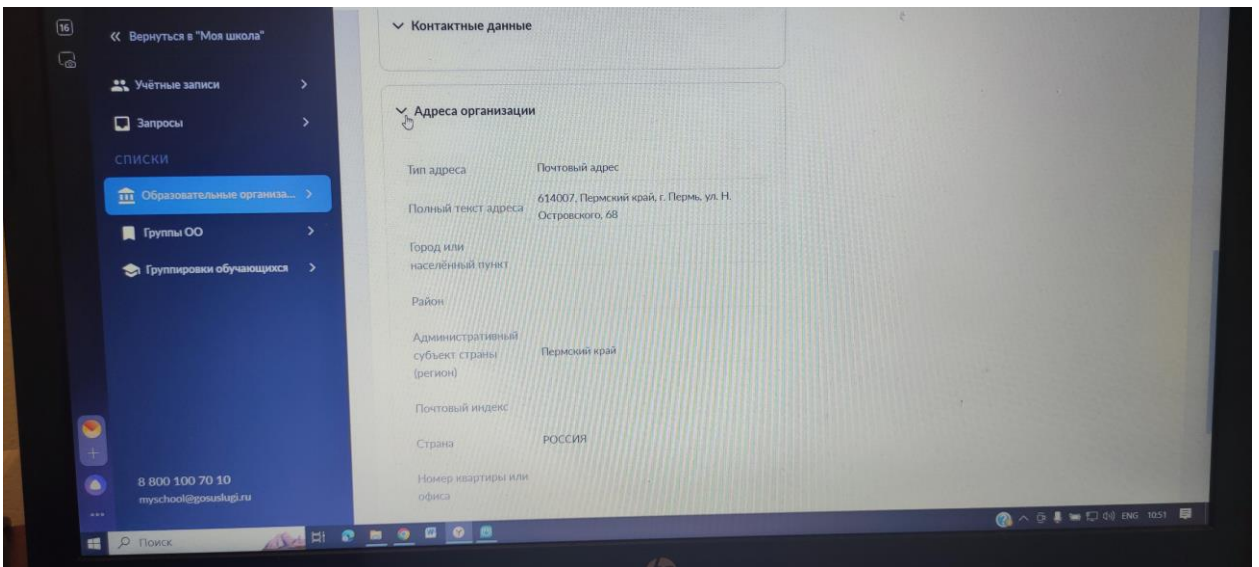 16
Вернуться в "Моя школа"
Учётные записи
Запросы
СПИСКИ
Образовательные организа...
Группы ОО
Группировки обучающихся
8 800 100 70 10
myschool@gosuslugi.ru
Контактные данные
Адреса организации
Тип адреса
Почтовый адрес
Полный текст адреса
614007, Пермский край, г. Пермь, ул. Н.
Островского, 68
Город или
населённый пункт
Район
Административный
субъект страны
(регион)
Пермский край
Почтовый индекс
Страна
РОССИЯ
Номер квартиры или
офиса
Поиск
ENG
10:51